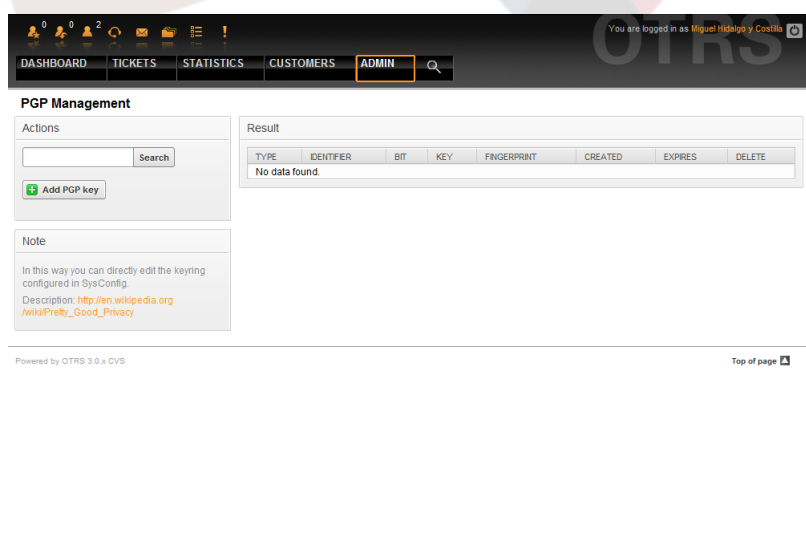 0 0 2
You are logged in as Miguel Hidalgo y Costilla
OTRS
DASHBOARD TICKETS STATISTICS CUSTOMERS ADMIN
PGP Management
Actions
Search
Add PGP key
Result
TYPE IDENTIFIER BIT KEY FINGERPRINT CREATED EXPIRES DELETE
No data found.
Note
In this way you can directly edit the keyring
configured in SysConfig.
Description: http://en.wikipedia.org
/wiki/Pretty_Good_Privacy
Powered by OTRS 3.0.x CVS
Top of page